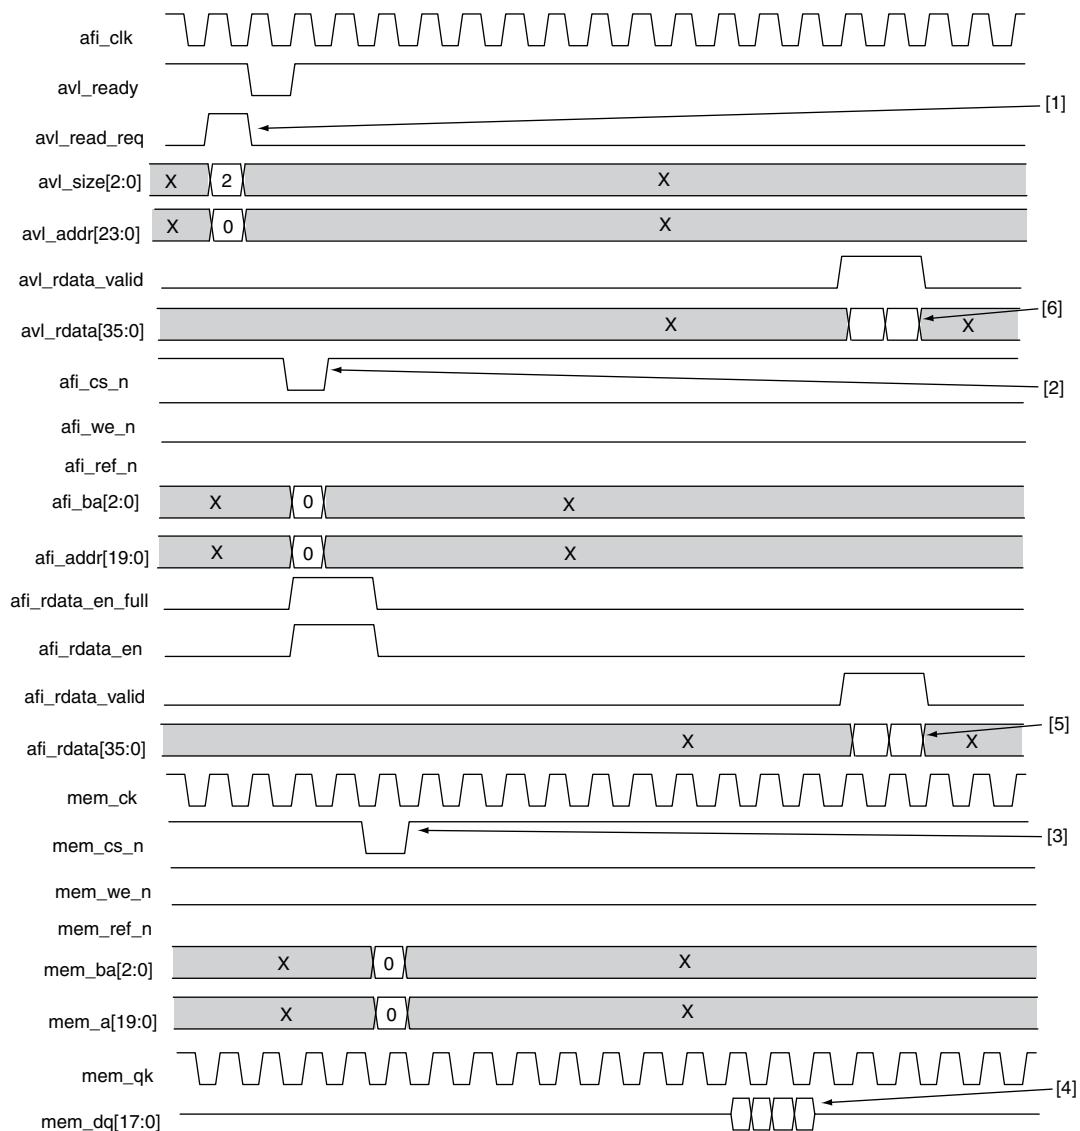 afi_clk
avl_ready
[1]
avl_read_req
avl_size[2:0] X 2 X
avl_addr[23:0] X 0 X
avl_rdata_valid
[6]
avl_rdata[35:0] X X
afi_cs_n
[2]
afi_we_n
afi_ref_n
afi_ba[2:0] X 0 X
afi_addr[19:0] X 0 X
afi_rdata_en_full
afi_rdata_en
afi_rdata_valid
[5]
afi_rdata[35:0] X X
mem_ck
[3]
mem_cs_n
mem_we_n
mem_ref_n
mem_ba[2:0] X 0 X
mem_a[19:0] X 0 X
mem_qk
[4]
mem_dq[17:0]